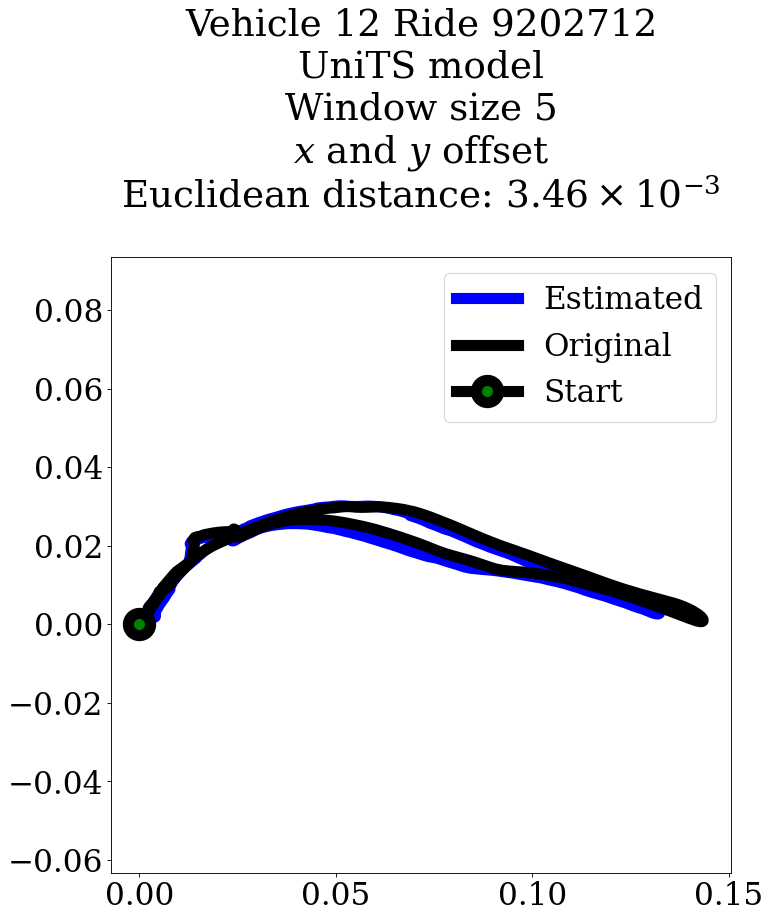 Vehicle 12 Ride 9202712
UniTS model
Window size 5
x and y offset
Euclidean distance: 3.46 × 10⁻³
Estimated
Original
Start
0.08
0.06
0.04
0.02
0.00
−0.02
−0.04
−0.06
0.00 0.05 0.10 0.15